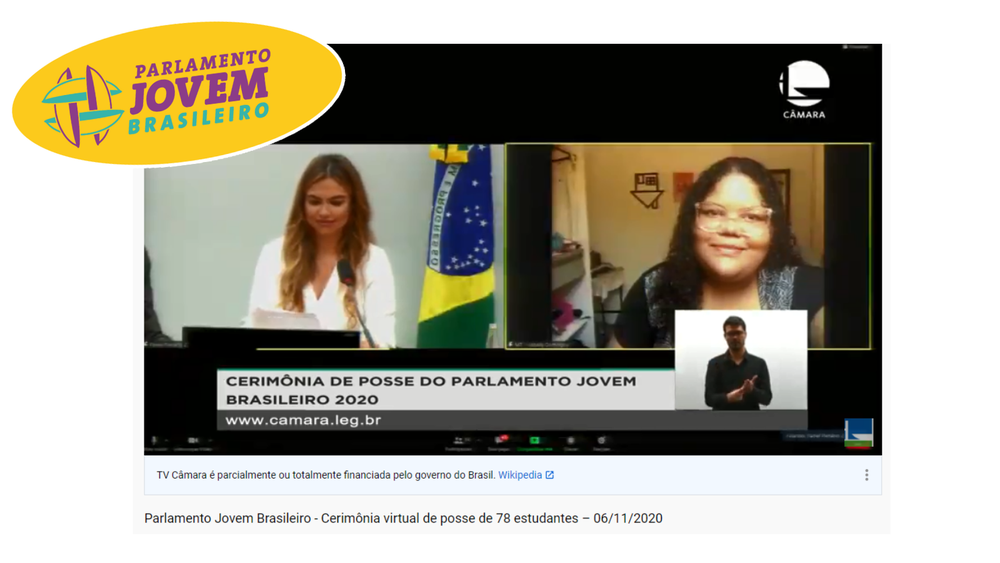 PARLAMENTO
JOVEM
BRASILEIRO
CÂMARA
CERIMÔNIA DE POSSE DO PARLAMENTO JOVEM
BRASILEIRO 2020
www.camara.leg.br
TV Câmara é parcialmente ou totalmente financiada pelo governo do Brasil. Wikipedia
Parlamento Jovem Brasileiro - Cerimônia virtual de posse de 78 estudantes – 06/11/2020